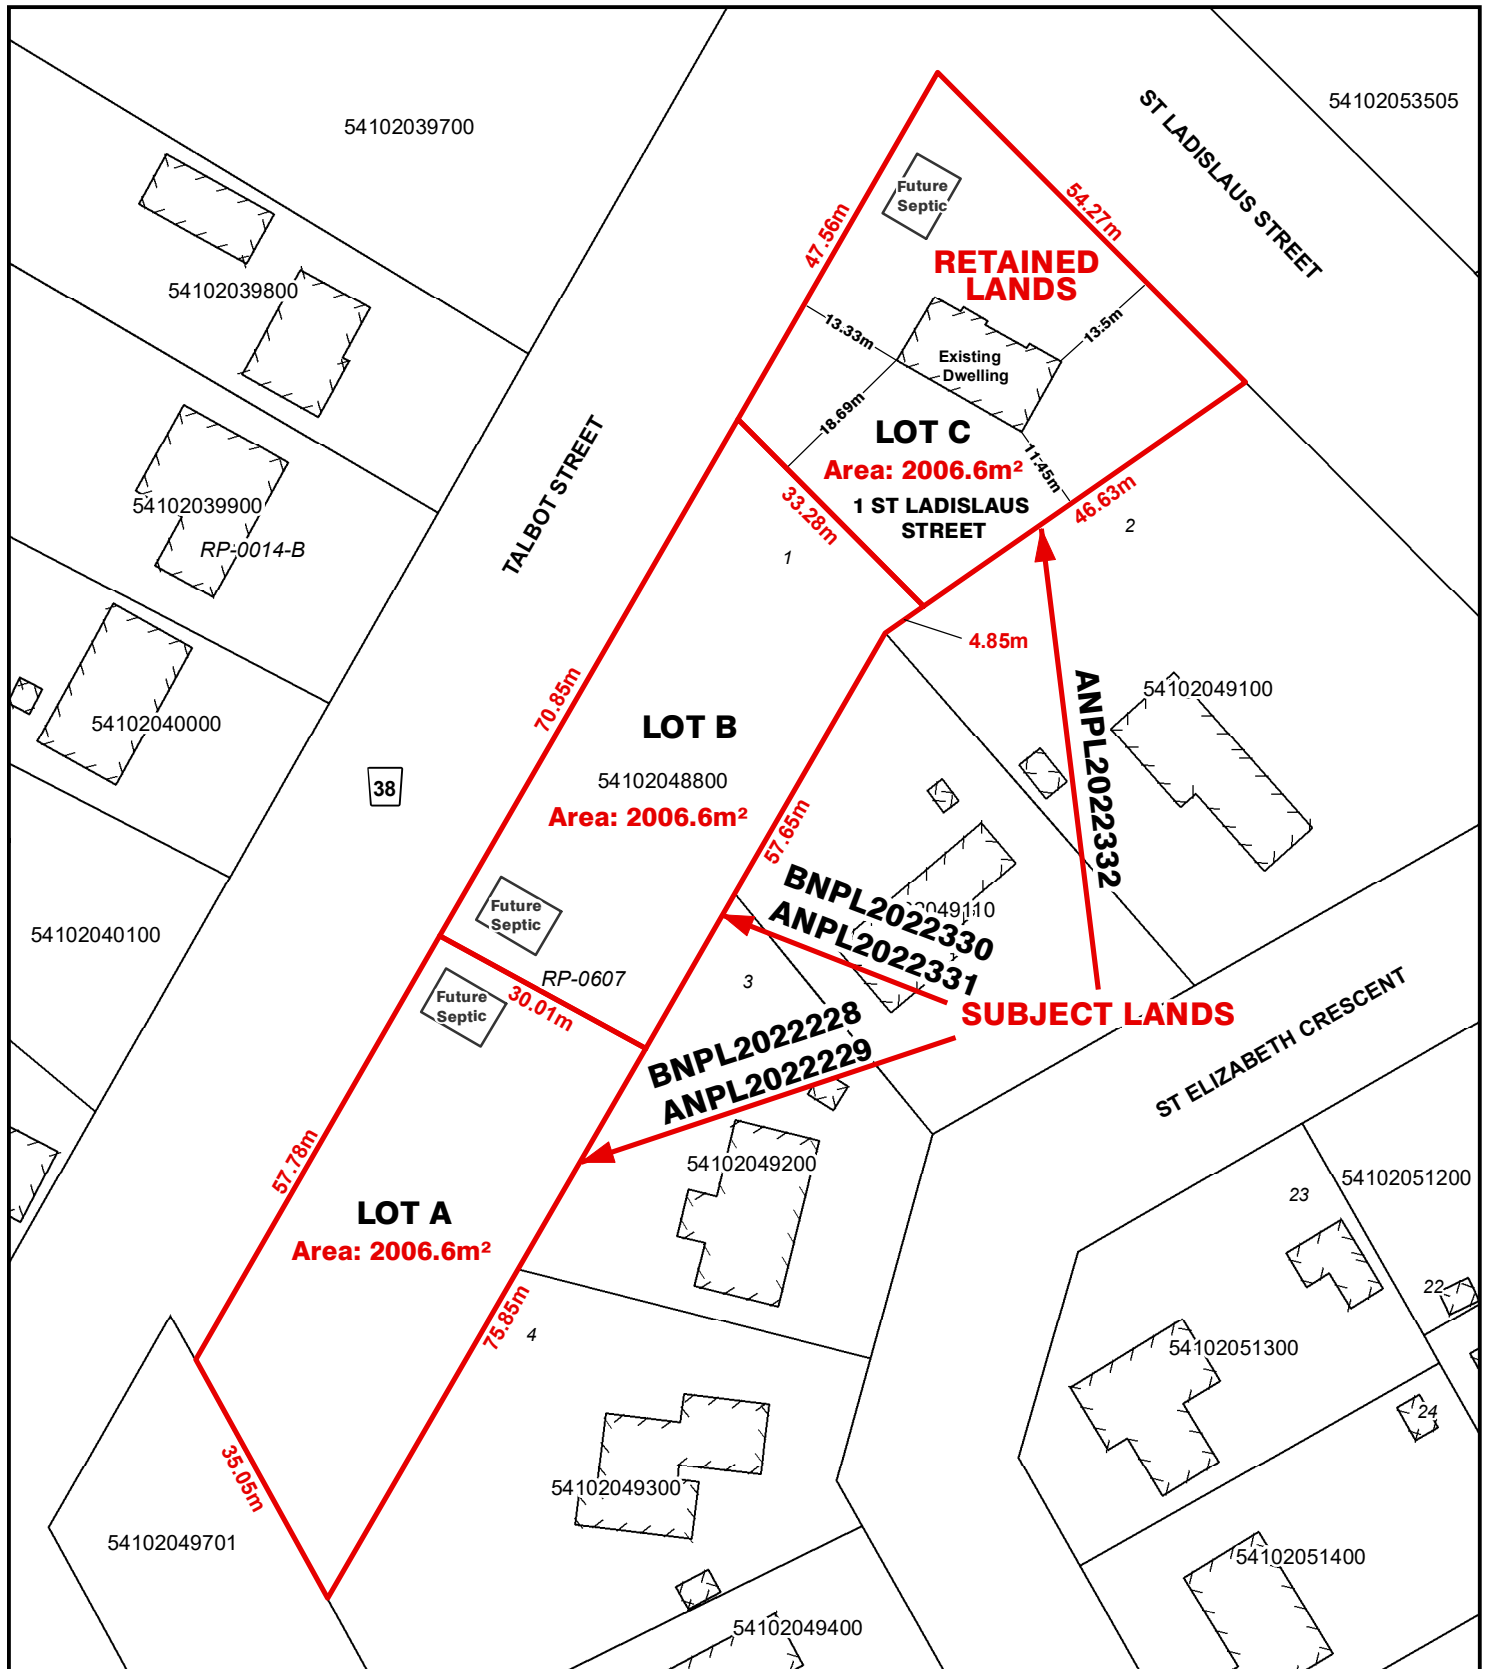 54102053505
ST LADISLAUS STREET
54102039700
Future
Septic
47.56m
54.27m
RETAINED
LANDS
54102039800
13.33m
13.5m
Existing
Dwelling
18.69m
LOT C
Area: 2006.6m²
11.45m
1 ST LADISLAUS
STREET
46.63m
33.28m
2
1
TALBOT STREET
54102039900
RP-0014-B
4.85m
54102049100
ANPL2022332
70.85m
LOT B
54102048800
Area: 2006.6m²
54102040000
38
57.65m
BNPL2022330
ANPL2022331
049110
Future
Septic
54102040100
RP-0607
30.01m
3
Future
Septic
SUBJECT LANDS
BNPL2022228
ANPL2022229
ST ELIZABETH CRESCENT
57.78m
54102049200
54102051200
23
LOT A
Area: 2006.6m²
22
75.85m
4
54102051300
24
35.05m
54102049300
54102049701
54102051400
54102049400